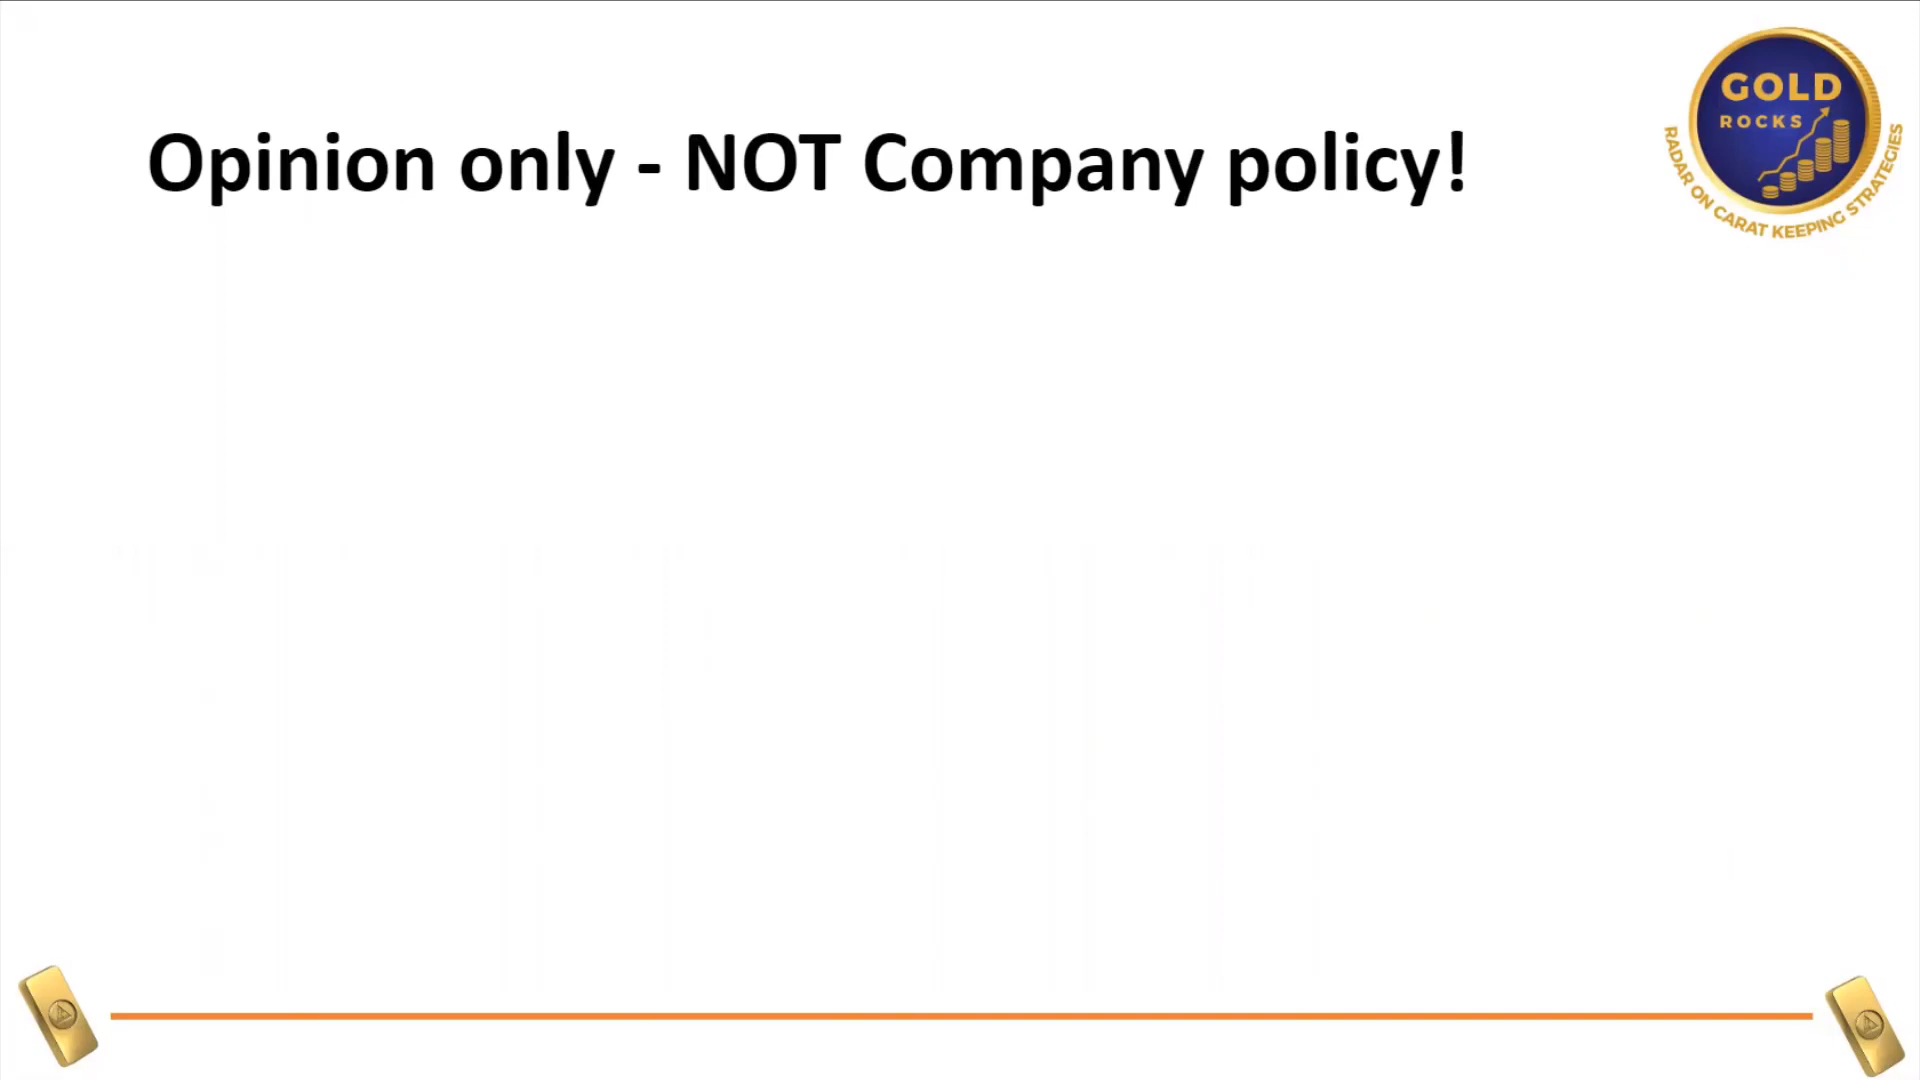 Opinion only - NOT Company policy!
GOLD
ROCKS
RADAR ON CARAT KEEPING STRATEGIES